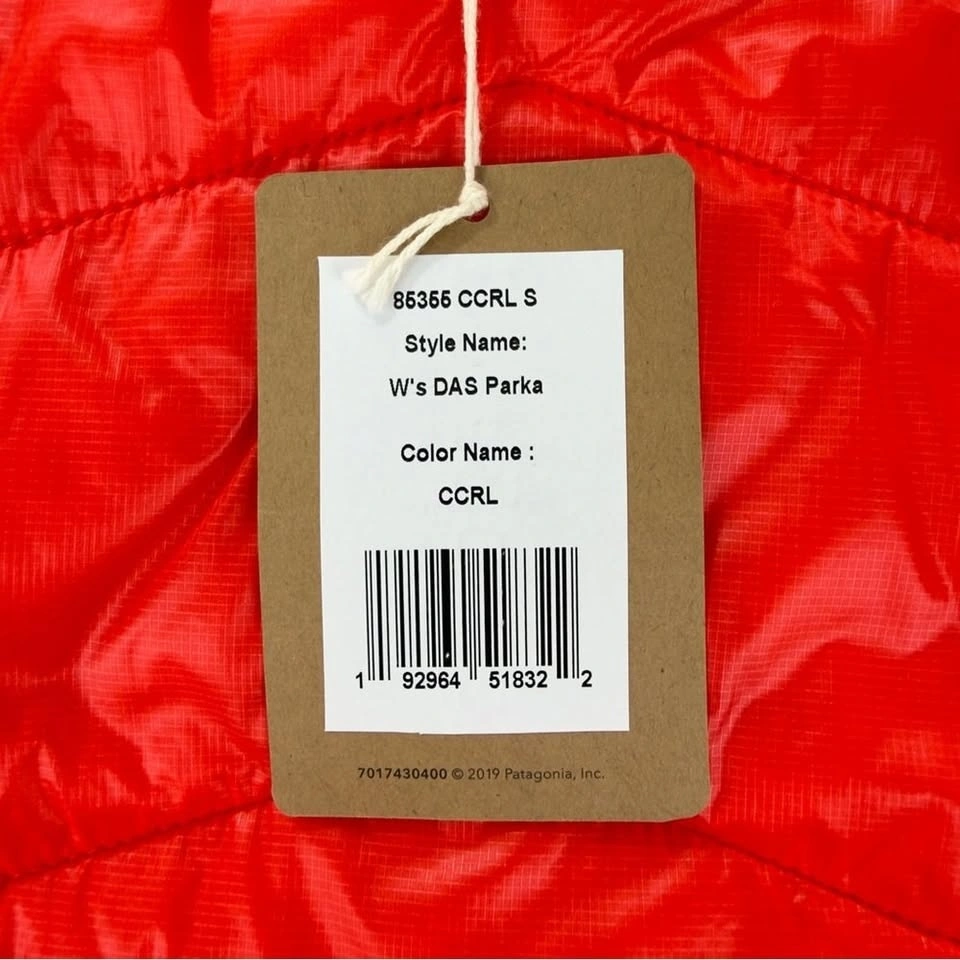 85355 CCRL S
Style Name:
W's DAS Parka
Color Name :
CCRL
1 92964 51832 2
7017430400 © 2019 Patagonia, Inc.